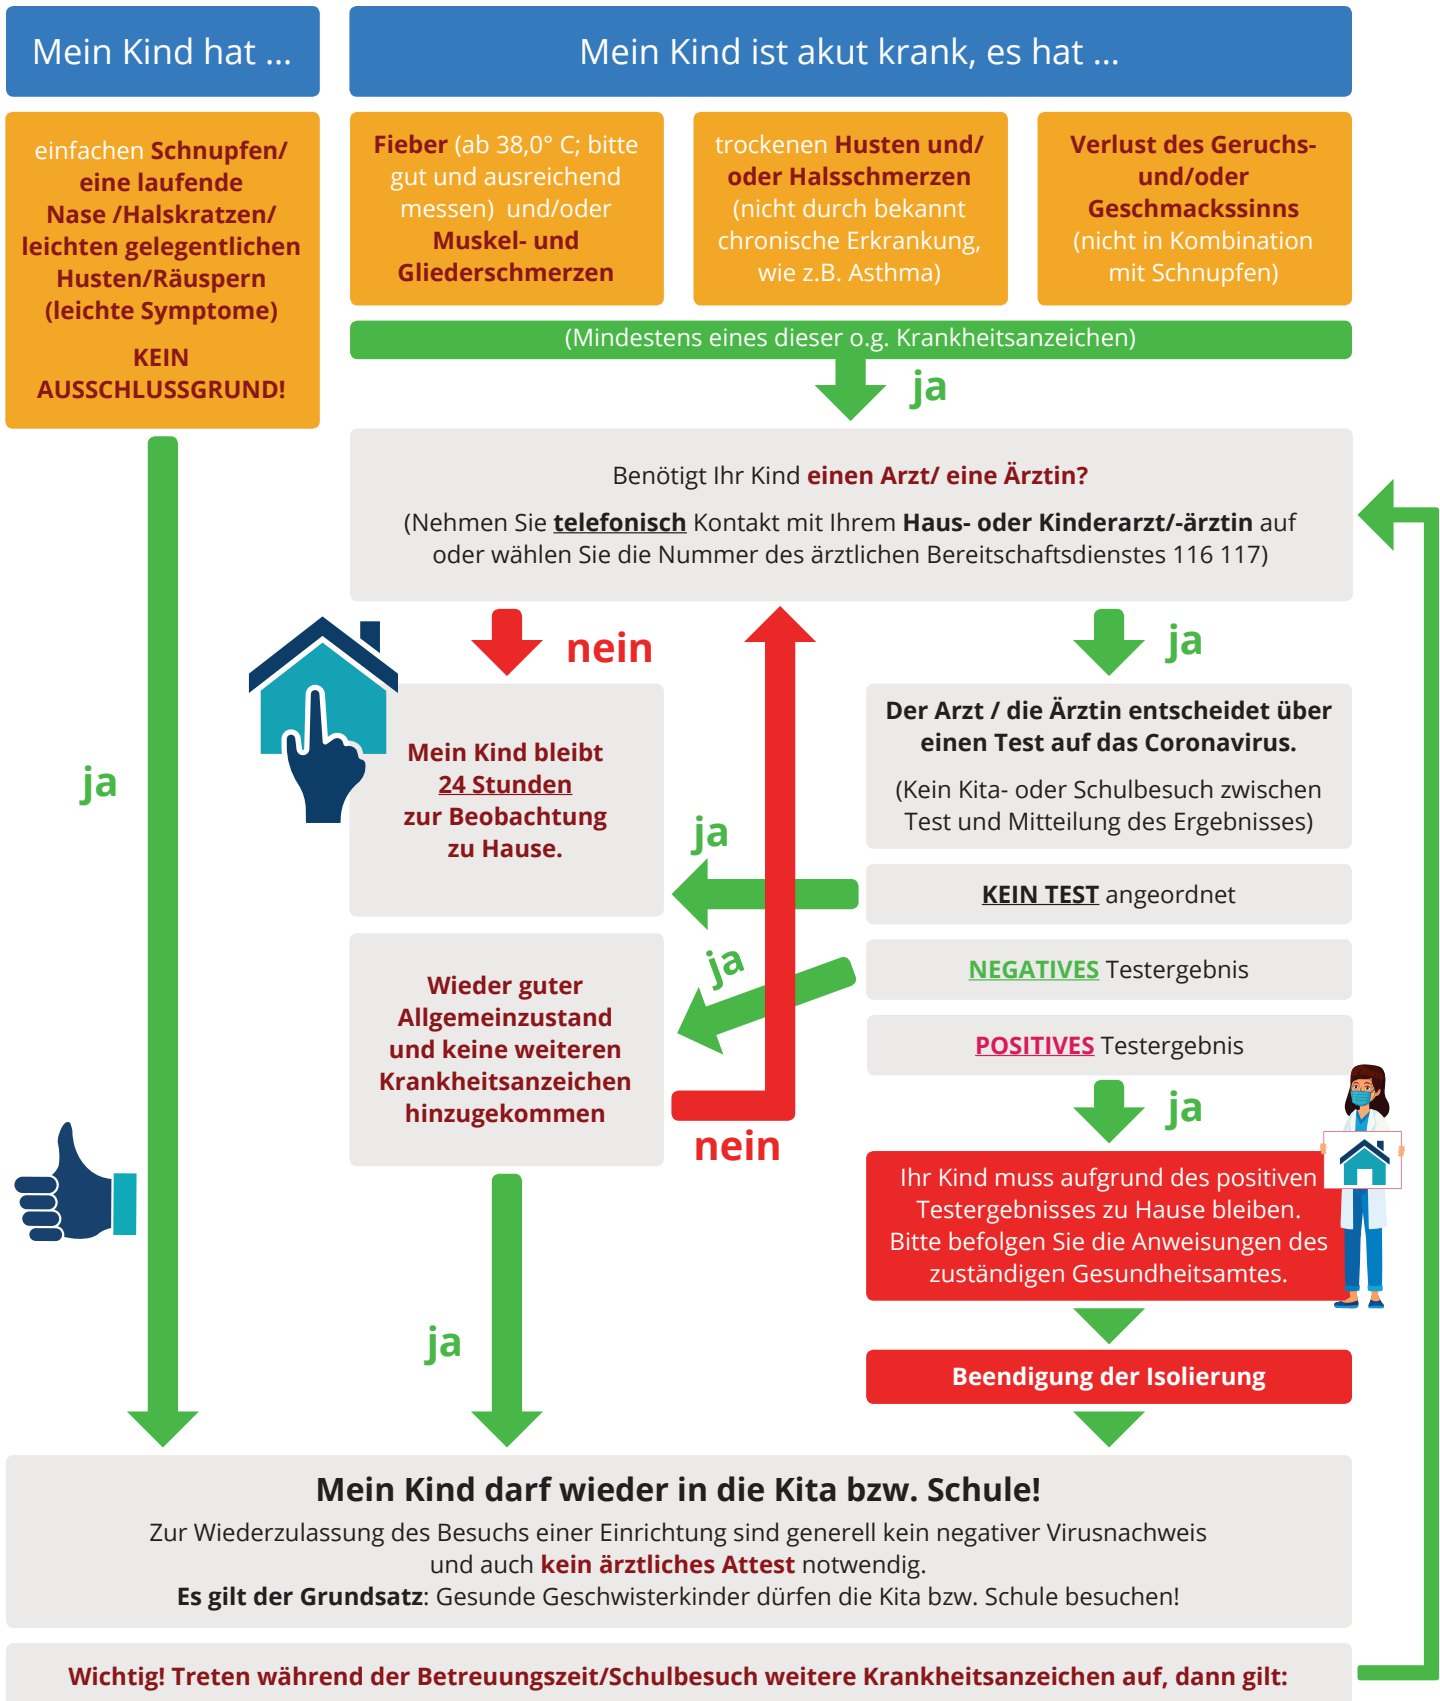 Mein Kind hat ...
Mein Kind ist akut krank, es hat ...
einfachen Schnupfen/
eine laufende
Nase /Halskratzen/
leichten gelegentlichen
Husten/Räuspern
(leichte Symptome)
KEIN
AUSSCHLUSSGRUND!
Fieber (ab 38,0° C; bitte
gut und ausreichend
messen) und/oder
Muskel- und
Gliederschmerzen
trockenen Husten und/
oder Halsschmerzen
(nicht durch bekannt
chronische Erkrankung,
wie z.B. Asthma)
Verlust des Geruchs-
und/oder
Geschmackssinns
(nicht in Kombination
mit Schnupfen)
(Mindestens eines dieser o.g. Krankheitsanzeichen)
ja
Benötigt Ihr Kind einen Arzt/ eine Ärztin?
(Nehmen Sie telefonisch Kontakt mit Ihrem Haus- oder Kinderarzt/-ärztin auf
oder wählen Sie die Nummer des ärztlichen Bereitschaftsdienstes 116 117)
nein
ja
Mein Kind bleibt
24 Stunden
zur Beobachtung
zu Hause.
Der Arzt / die Ärztin entscheidet über
einen Test auf das Coronavirus.
(Kein Kita- oder Schulbesuch zwischen
Test und Mitteilung des Ergebnisses)
ja
ja
KEIN TEST angeordnet
ja
NEGATIVES Testergebnis
Wieder guter
Allgemeinzustand
und keine weiteren
Krankheitsanzeichen
hinzugekommen
POSITIVES Testergebnis
nein
ja
Ihr Kind muss aufgrund des positiven
Testergebnisses zu Hause bleiben.
Bitte befolgen Sie die Anweisungen des
zuständigen Gesundheitsamtes.
ja
Beendigung der Isolierung
Mein Kind darf wieder in die Kita bzw. Schule!
Zur Wiederzulassung des Besuchs einer Einrichtung sind generell kein negativer Virusnachweis
und auch kein ärztliches Attest notwendig.
Es gilt der Grundsatz: Gesunde Geschwisterkinder dürfen die Kita bzw. Schule besuchen!
Wichtig! Treten während der Betreuungszeit/Schulbesuch weitere Krankheitsanzeichen auf, dann gilt: